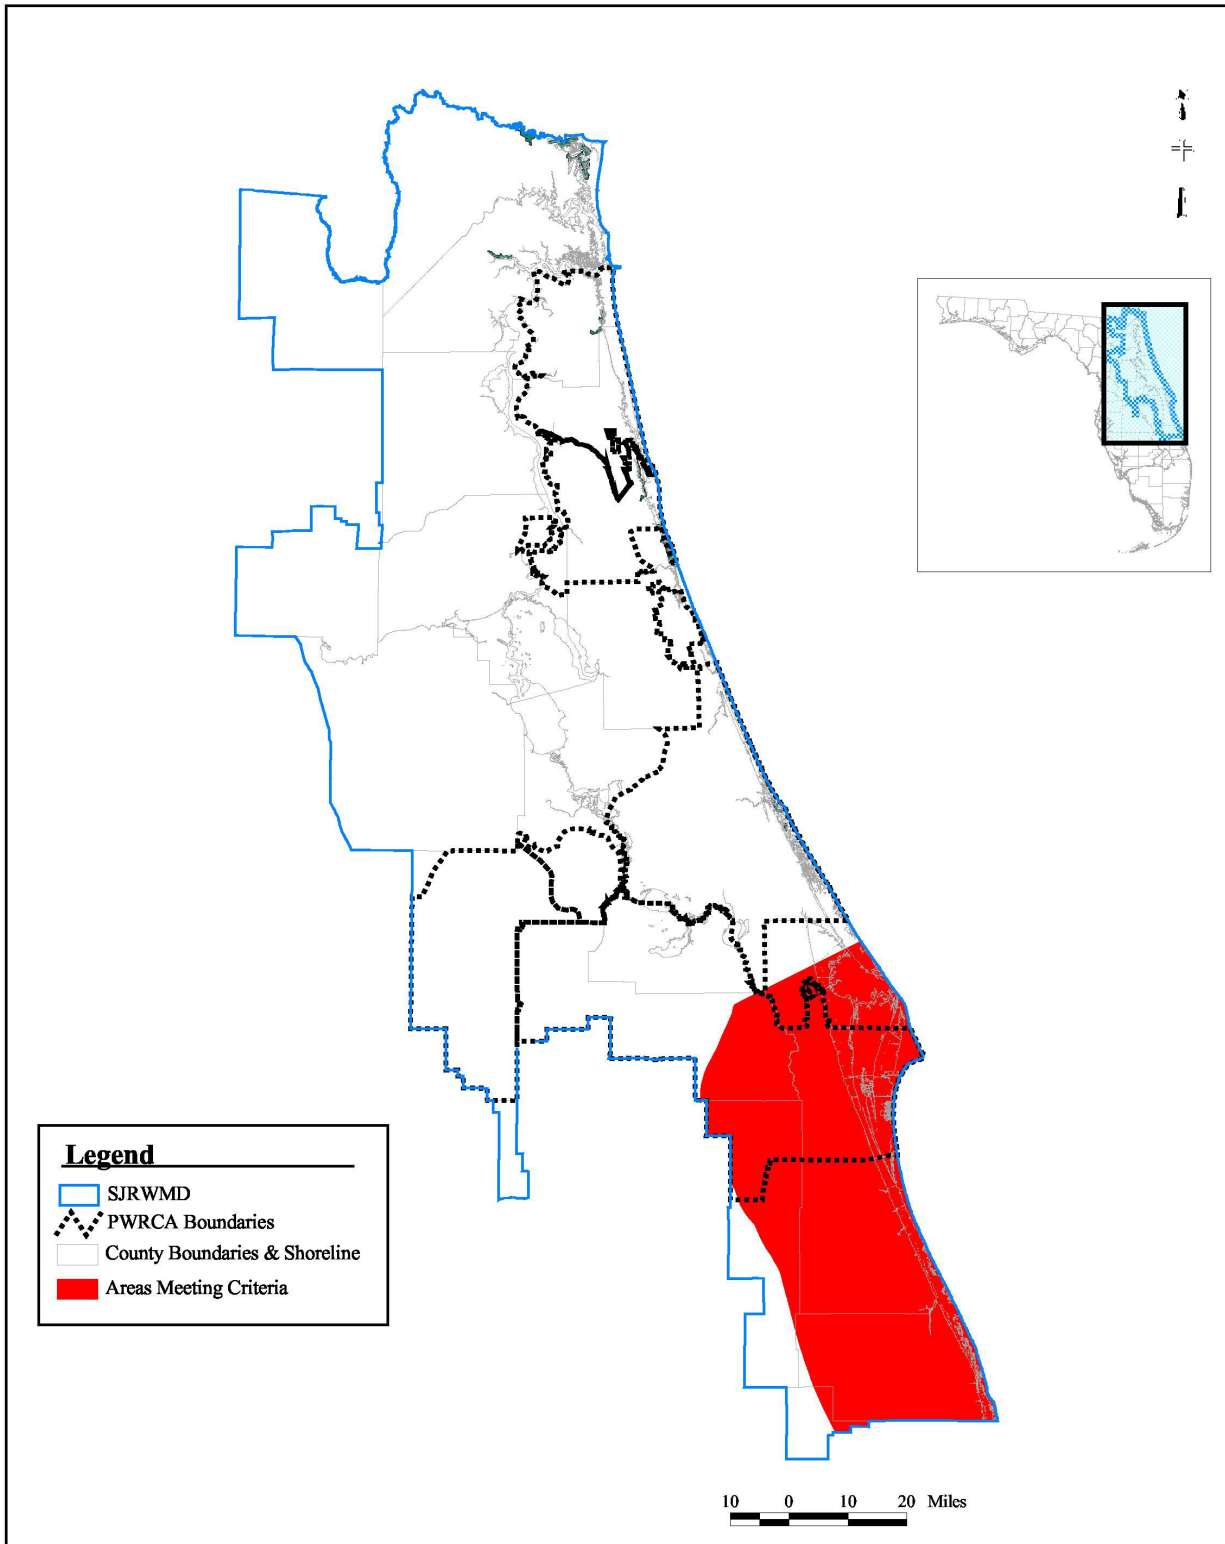 Legend
SJRWMD
PWRCA Boundaries
County Boundaries & Shoreline
Areas Meeting Criteria
10 0 10 20 Miles